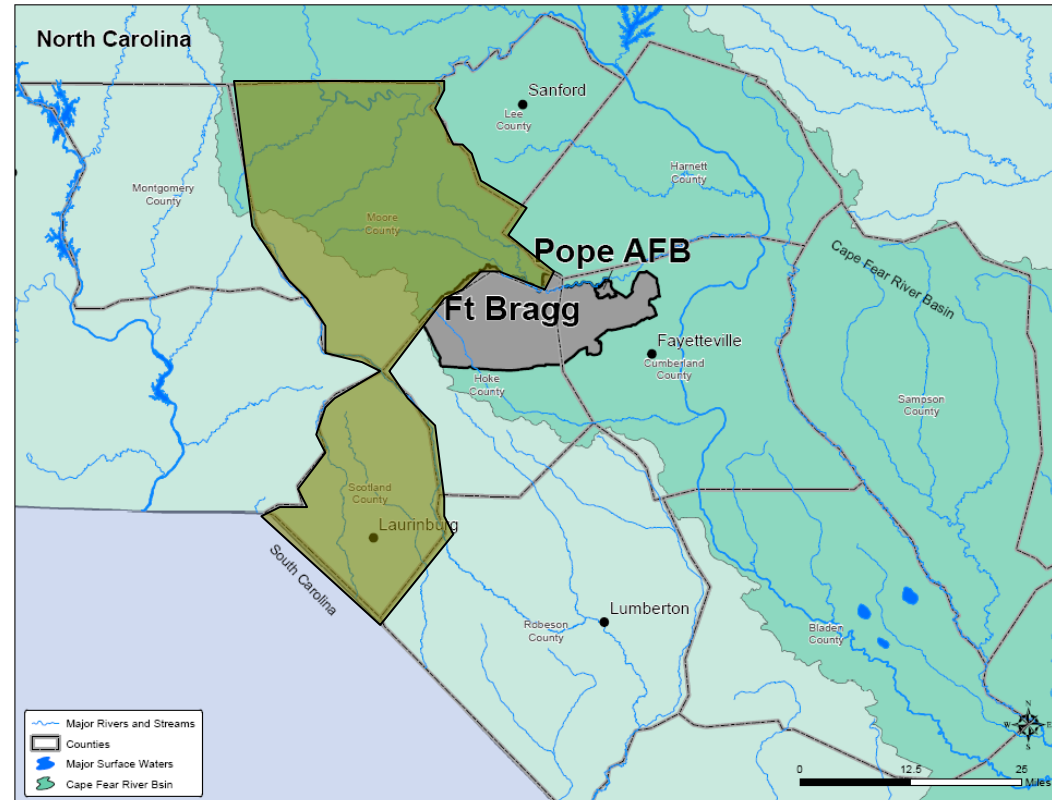 North Carolina
Sanford
Lee
County
Harnett
County
Montgomery
County
Moore
County
Pope AFB
Cape Fear River Basin
Ft Bragg
Fayetteville
Cumberland
County
Hoke
County
Sampson
County
Scotland
County
Laurinburg
South Carolina
Lumberton
Robeson
County
Bladen
County
Major Rivers and Streams
Counties
Major Surface Waters
Cape Fear River Bsin
N
W E
S
0 12.5 25
Miles